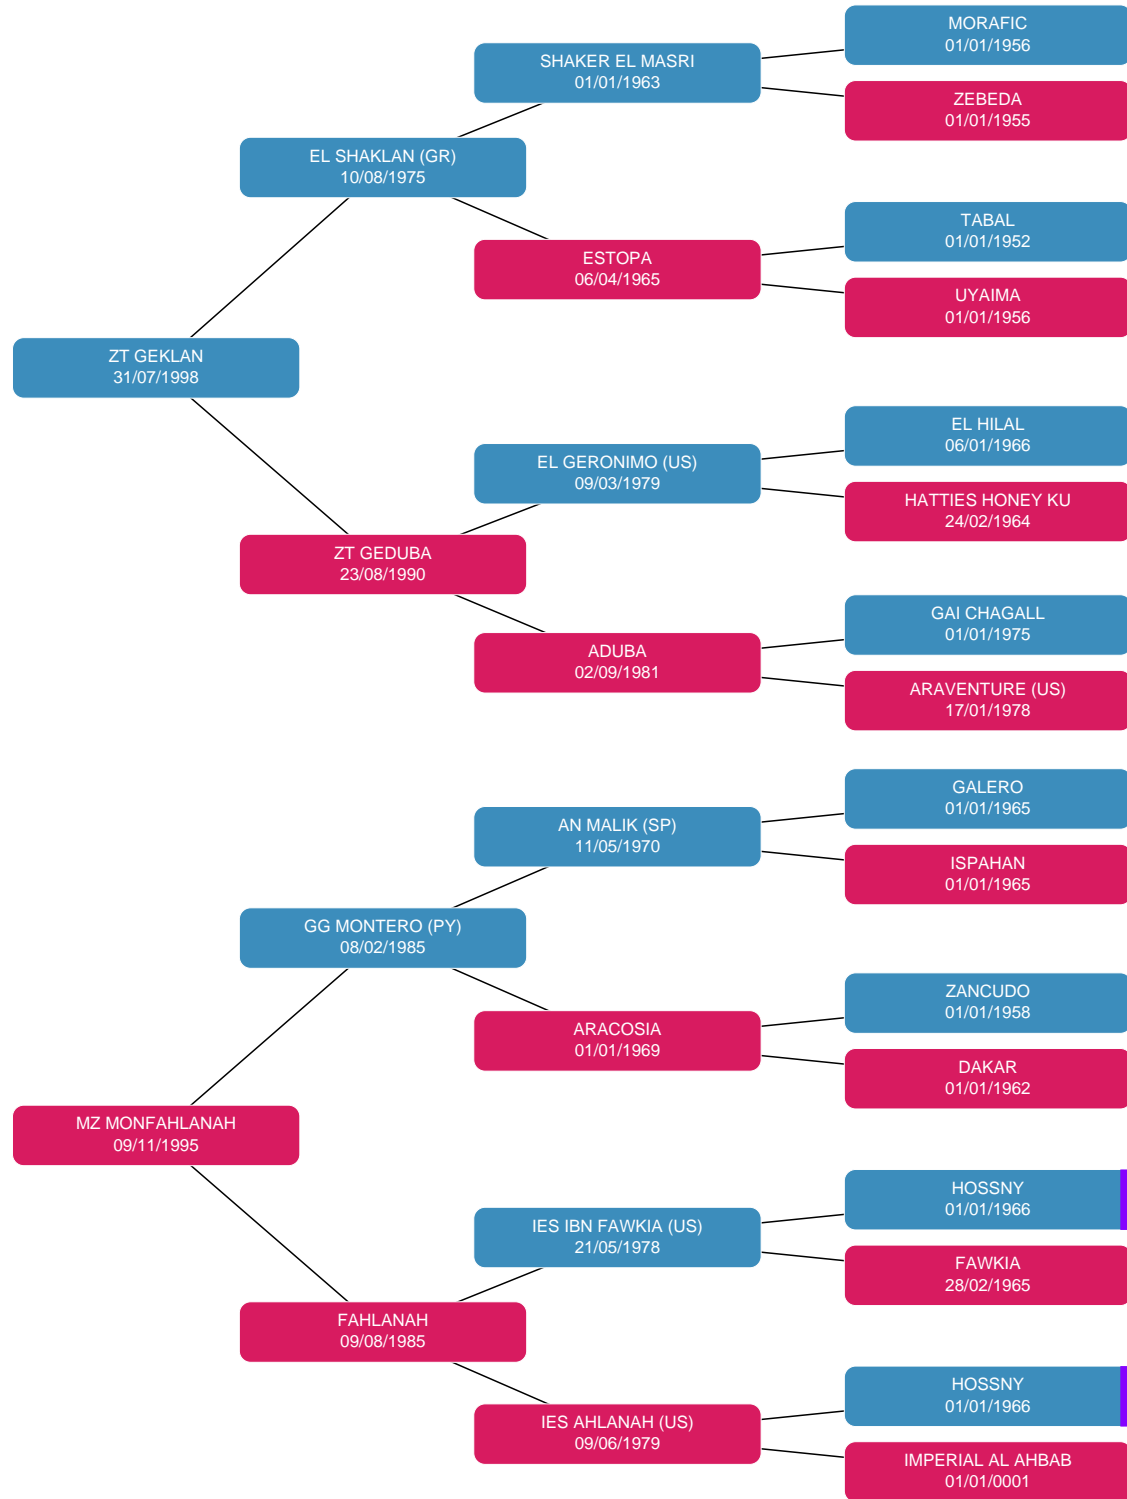 MORAFIC
01/01/1956
SHAKER EL MASRI
01/01/1963
ZEBEDA
01/01/1955
EL SHAKLAN (GR)
10/08/1975
TABAL
01/01/1952
ESTOPA
06/04/1965
UYAIMA
01/01/1956
ZT GEKLAN
31/07/1998
EL HILAL
06/01/1966
EL GERONIMO (US)
09/03/1979
HATTIES HONEY KU
24/02/1964
ZT GEDUBA
23/08/1990
GAI CHAGALL
01/01/1975
ADUBA
02/09/1981
ARAVENTURE (US)
17/01/1978
GALERO
01/01/1965
AN MALIK (SP)
11/05/1970
ISPAHAN
01/01/1965
GG MONTERO (PY)
08/02/1985
ZANCUDO
01/01/1958
ARACOSIA
01/01/1969
DAKAR
01/01/1962
MZ MONFAHLANAH
09/11/1995
HOSSNY
01/01/1966
IES IBN FAWKIA (US)
21/05/1978
FAWKIA
28/02/1965
FAHLANAH
09/08/1985
HOSSNY
01/01/1966
IES AHLANAH (US)
09/06/1979
IMPERIAL AL AHBAB
01/01/0001